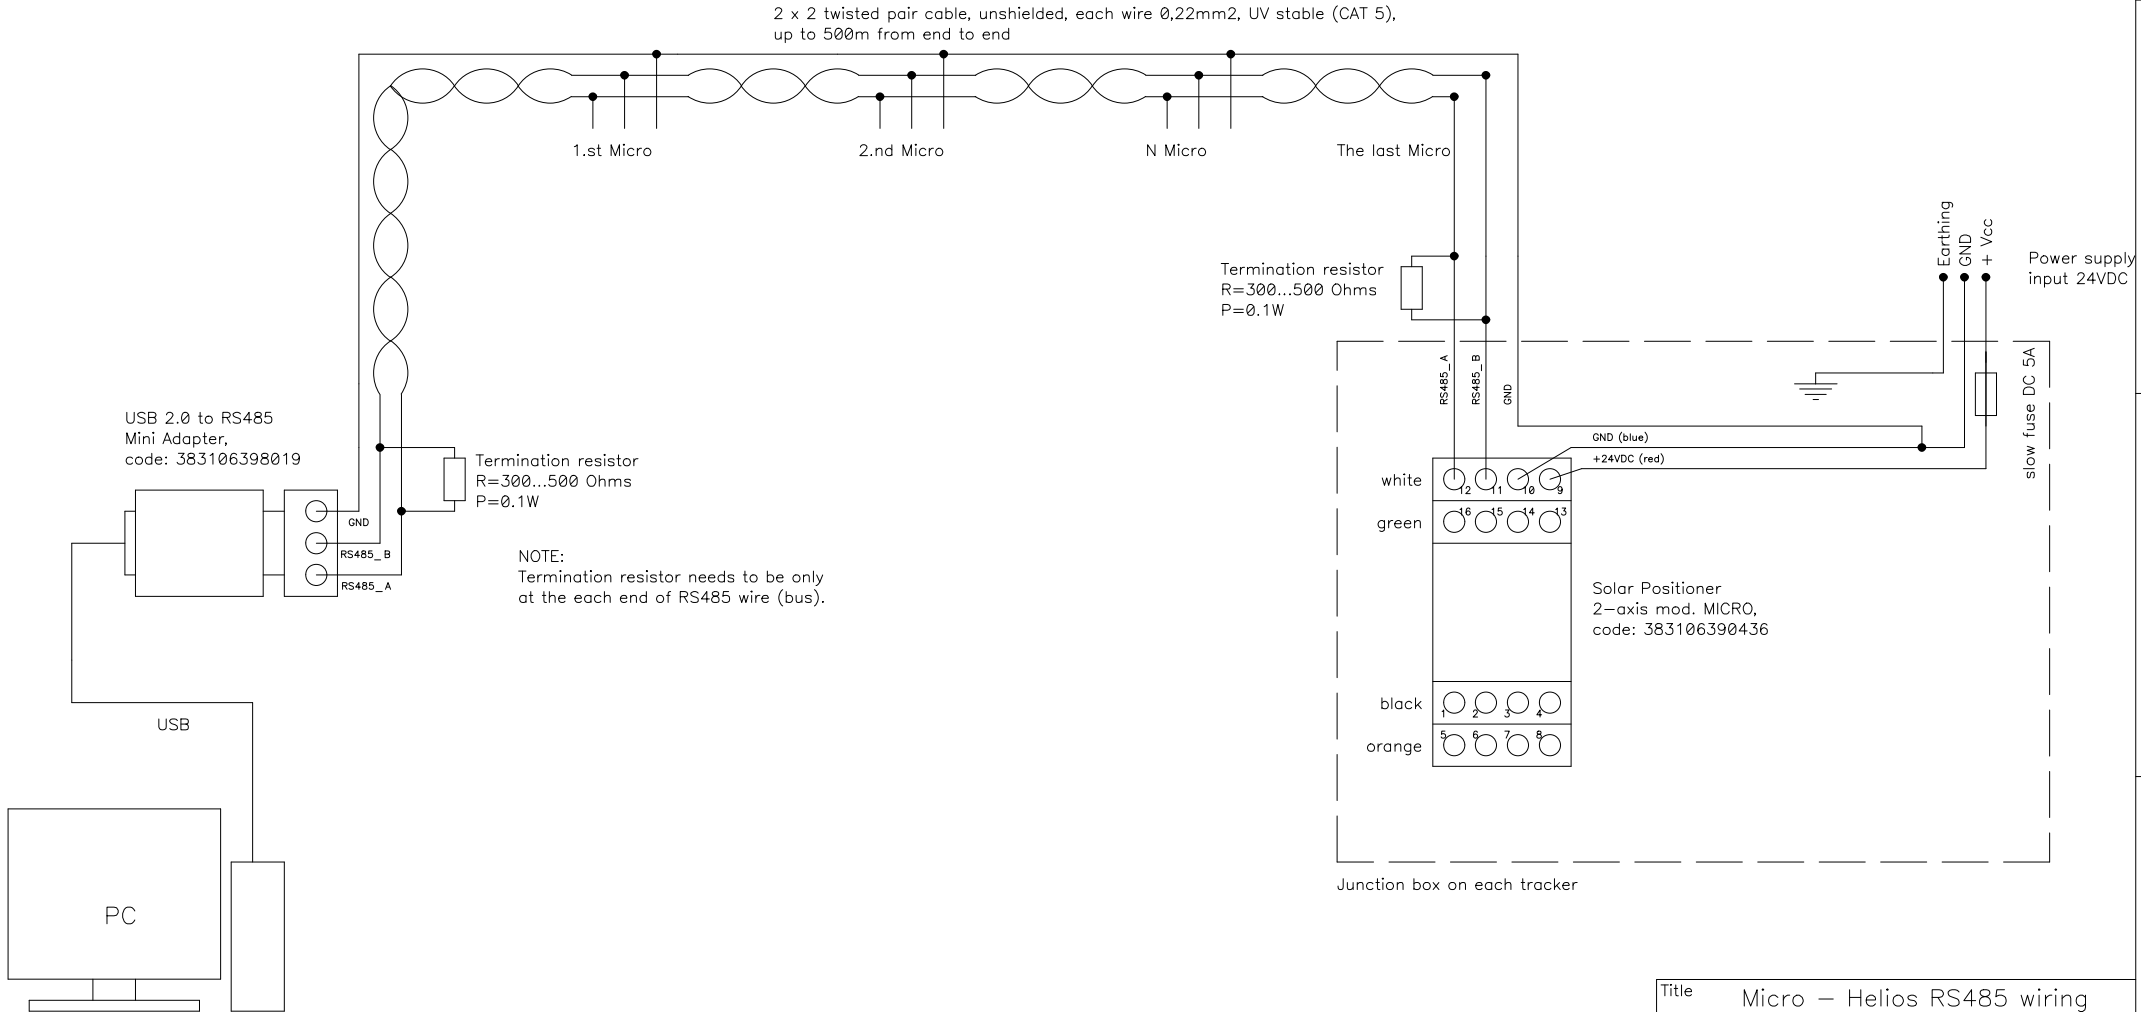 2 x 2 twisted pair cable, unshielded, each wire 0,22mm2, UV stable (CAT 5),
up to 500m from end to end
1.st Micro
2.nd Micro
N Micro
The last Micro
Earthing
GND
+ Vcc
Power supply
input 24VDC
Termination resistor
R=300...500 Ohms
P=0.1W
RS485_A
RS485_B
GND
slow fuse DC 5A
GND (blue)
+24VDC (red)
USB 2.0 to RS485
Mini Adapter,
code: 383106398019
Termination resistor
R=300...500 Ohms
P=0.1W
GND
RS485_B
RS485_A
NOTE:
Termination resistor needs to be only
at the each end of RS485 wire (bus).
white
12 11 10 9
green
16 15 14 13
Solar Positioner
2-axis mod. MICRO,
code: 383106390436
black
1 2 3 4
orange
5 6 7 8
USB
PC
Junction box on each tracker
Title
Micro - Helios RS485 wiring